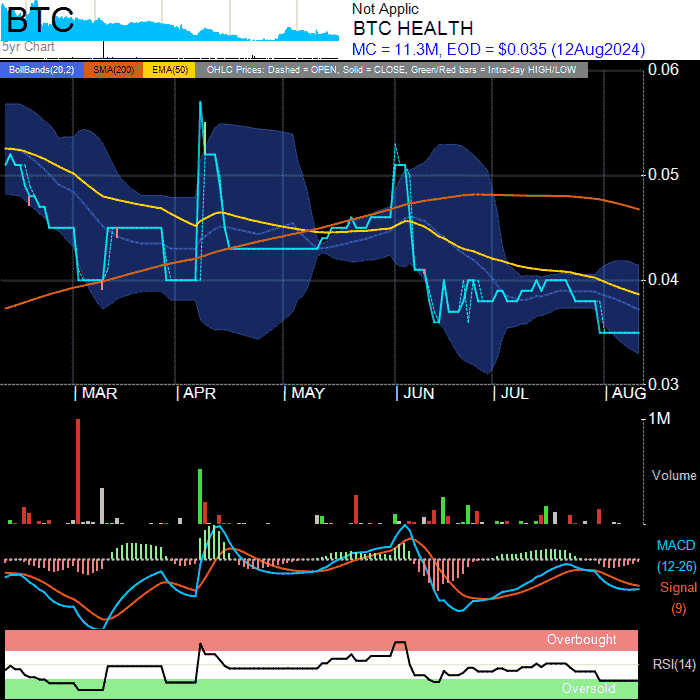 BTC
5yr Chart
Not Applic
BTC HEALTH
MC = 11.3M, EOD = $0.035 (12Aug2024)
BollBands(20,2) SMA(200) EMA(50) OHLC Prices: Dashed = OPEN, Solid = CLOSE, Green/Red bars = Intra-day HIGH/LOW
0.06
0.05
0.04
0.03
MAR APR MAY JUN JUL AUG
1M
Volume
MACD
(12-26)
Signal
(9)
Overbought
RSI(14)
Oversold